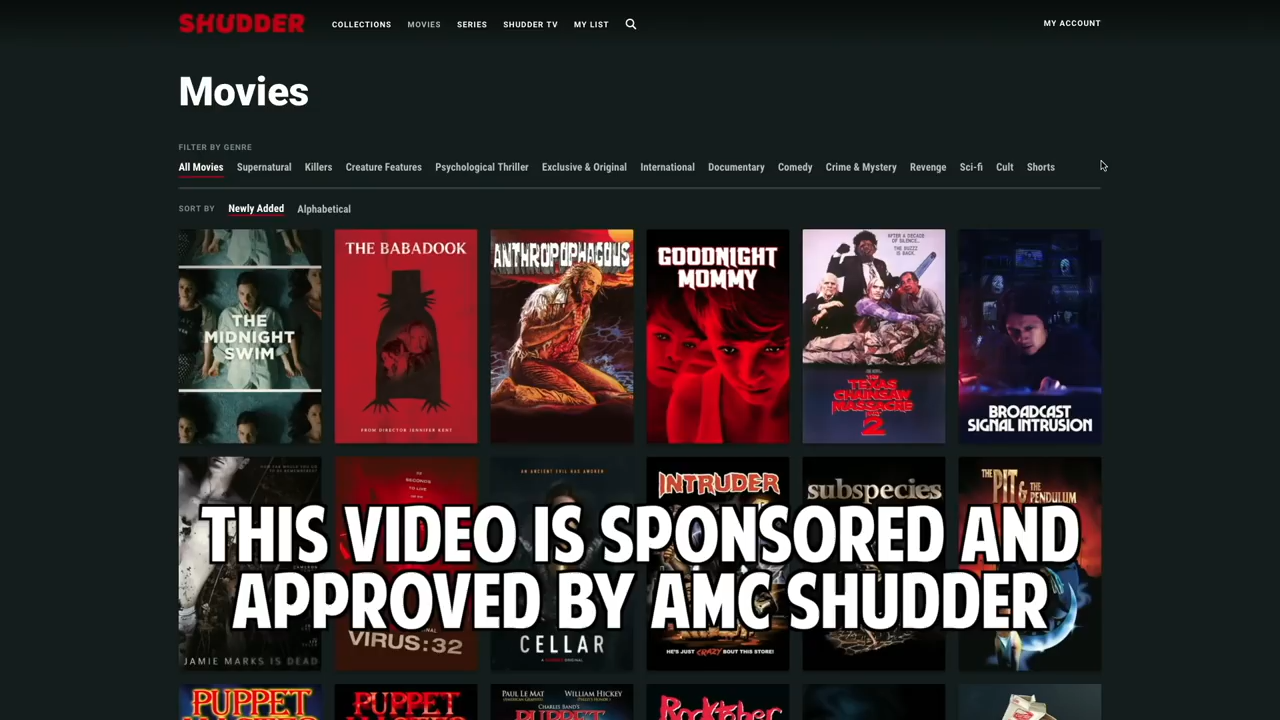 SHUDDER
COLLECTIONS MOVIES SERIES SHUDDER TV MY LIST
MY ACCOUNT
Movies
FILTER BY GENRE
All Movies Supernatural Killers Creature Features Psychological Thriller Exclusive & Original International Documentary Comedy Crime & Mystery Revenge Sci-fi Cult Shorts
SORT BY Newly Added Alphabetical
THE
MIDNIGHT
SWIM
THE BABADOOK
FROM DIRECTOR JENNIFER KENT
ANTHROPOPHAGOUS
GOODNIGHT
MOMMY
AFTER A DECADE
OF SILENCE...
THE BUZZ
IS BACK.
THE
TEXAS
CHAINSAW
MASSACRE
PART
2
BROADCAST
SIGNAL INTRUSION
JAMIE MARKS IS DEAD
VIRUS:32
AN ANCIENT EVIL HAS AWOKEN
CELLAR
INTRUDER
HE'S JUST CRAZY 'BOUT THIS STORE!
subspecies
THE
PIT & THE
PENDULUM
THIS VIDEO IS SPONSORED AND
APPROVED BY AMC SHUDDER
PUPPET
PUPPET
PAUL LE MAT WILLIAM HICKEY
CHARLES BAND'S
PUPPET
Rocktober